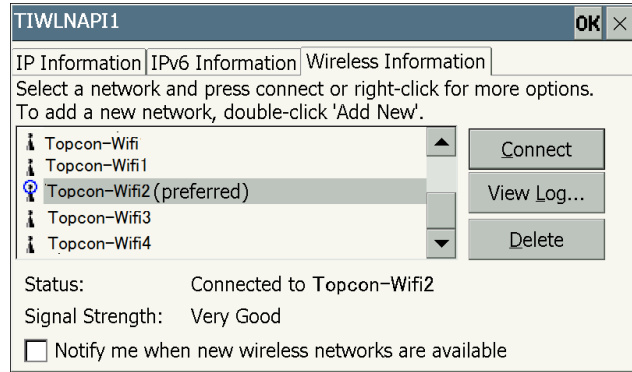 TIWLNAPI1 OK ×
IP Information IPv6 Information Wireless Information
Select a network and press connect or right-click for more options.
To add a new network, double-click 'Add New'.
Topcon-Wifi
Topcon-Wifi1
Topcon-Wifi2 (preferred)
Topcon-Wifi3
Topcon-Wifi4
Connect
View Log...
Delete
Status: Connected to Topcon-Wifi2
Signal Strength: Very Good
Notify me when new wireless networks are available